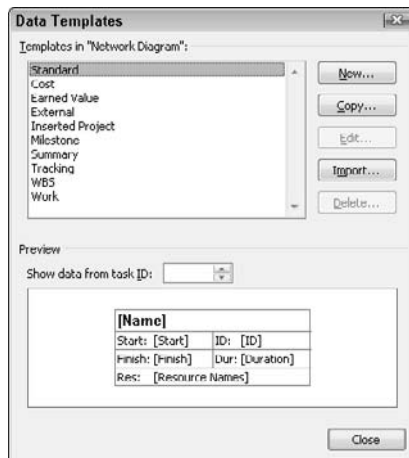 Data Templates
Templates in "Network Diagram":
Standard
Cost
Earned Value
External
Inserted Project
Milestone
Summary
Tracking
WBS
Work
New...
Copy...
Edit...
Import...
Delete...
Preview
Show data from task ID:
[Name]
Start: [Start] ID: [ID]
Finish: [Finish] Dur: [Duration]
Res: [Resource Names]
Close